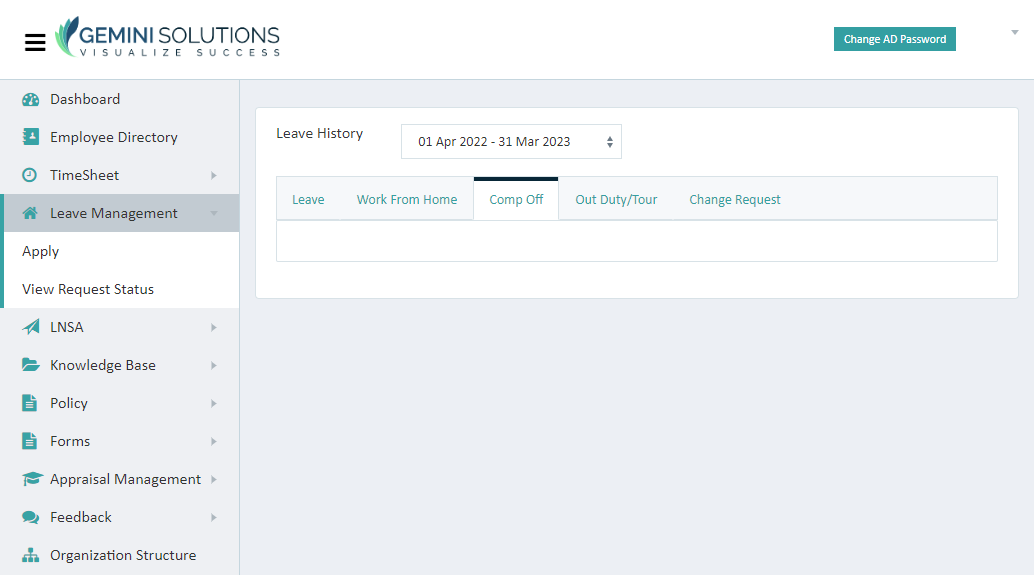 GEMINI SOLUTIONS
VISUALIZE SUCCESS
Change AD Password
Dashboard
Employee Directory
TimeSheet
Leave Management
Apply
View Request Status
LNSA
Knowledge Base
Policy
Forms
Appraisal Management
Feedback
Organization Structure
Leave History
01 Apr 2022 - 31 Mar 2023
Leave Work From Home Comp Off Out Duty/Tour Change Request